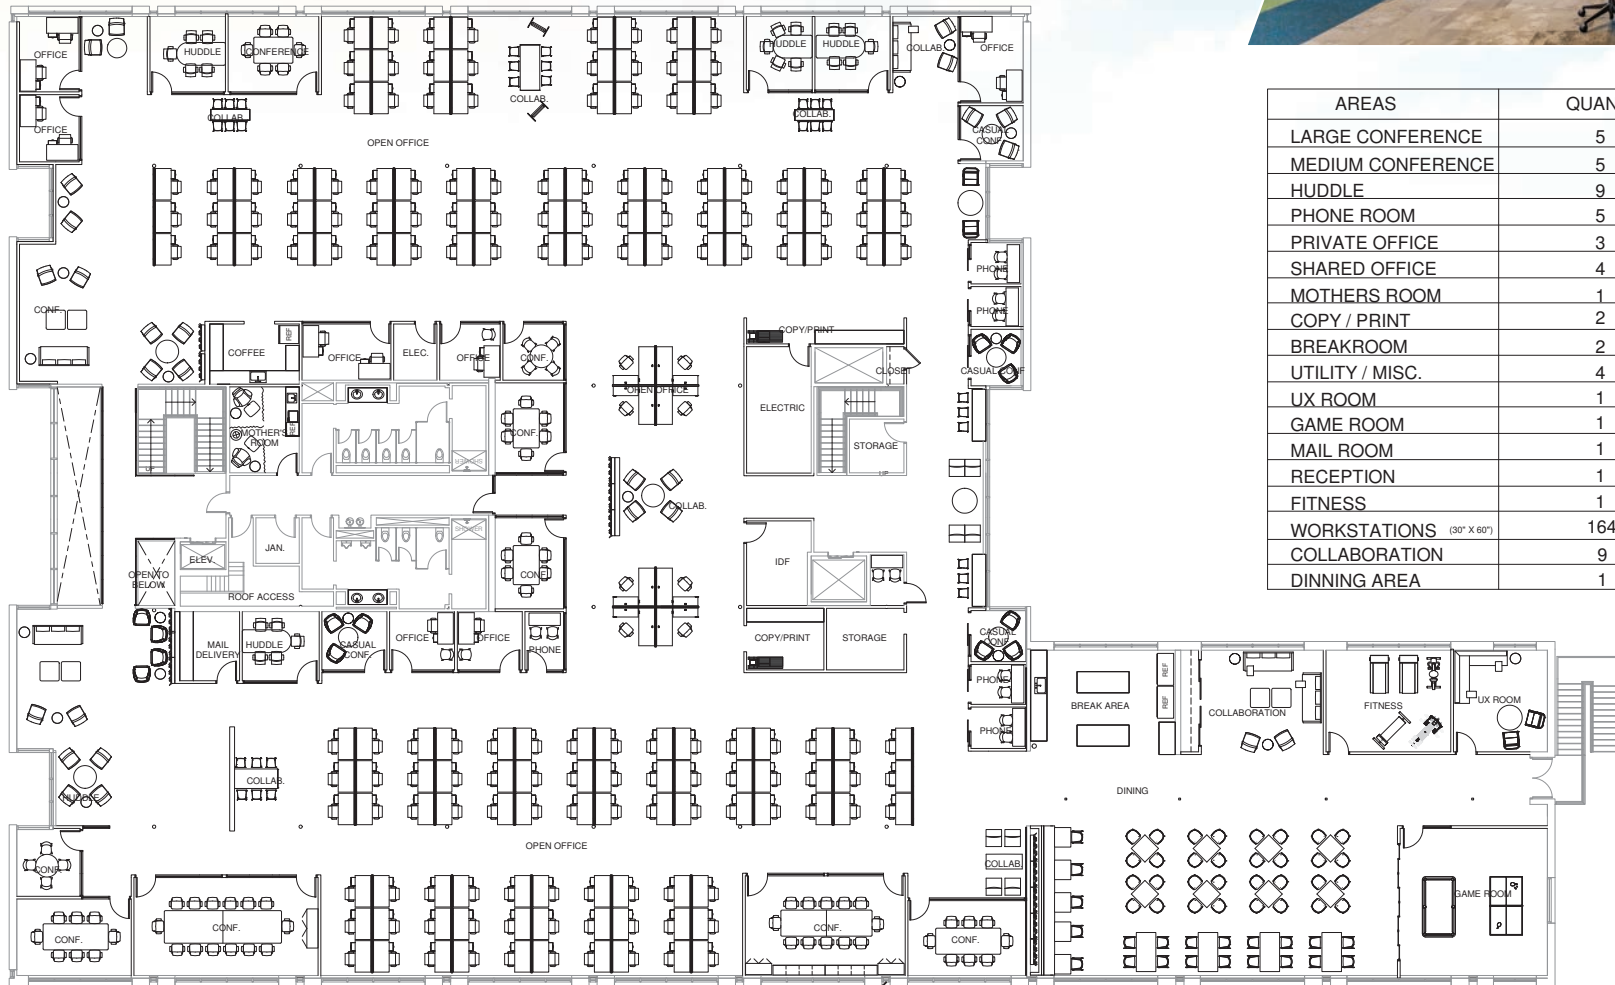 OFFICE
HUDDLE
CONFERENCE
HUDDLE
HUDDLE
COLLAB.
OFFICE
COLLAB.
COLLAB.
COLLAB.
OFFICE
CASUAL
CONF.
OPEN OFFICE
PHONE
PHONE
CONF.
COPY/PRINT
COFFEE
REF
OFFICE
ELEC.
OFFICE
CONF.
CLOSET
CASUAL CONF
OPEN OFFICE
ELECTRIC
MOTHER'S
ROOM
REF
CONF.
STORAGE
SHOWER
UP
UP
COLLAB.
SHOWER
JAN.
ELEV.
OPEN TO
BELOW
CONF
IDF
ROOF ACCESS
MAIL
DELIVERY
HUDDLE
CASUAL
CONF.
OFFICE
OFFICE
PHONE
COPY/PRINT
STORAGE
CASUAL
CONF.
PHONE
PHONE
BREAK AREA
REF
REF
COLLABORATION
FITNESS
UX ROOM
COLLAB.
HUDDLE
DINING
OPEN OFFICE
CONF.
COLLAB.
GAME ROOM
CONF.
CONF.
CONF.
CONF.
AREAS QUAN
LARGE CONFERENCE 5
MEDIUM CONFERENCE 5
HUDDLE 9
PHONE ROOM 5
PRIVATE OFFICE 3
SHARED OFFICE 4
MOTHERS ROOM 1
COPY / PRINT 2
BREAKROOM 2
UTILITY / MISC. 4
UX ROOM 1
GAME ROOM 1
MAIL ROOM 1
RECEPTION 1
FITNESS 1
WORKSTATIONS (30" X 60") 164
COLLABORATION 9
DINNING AREA 1